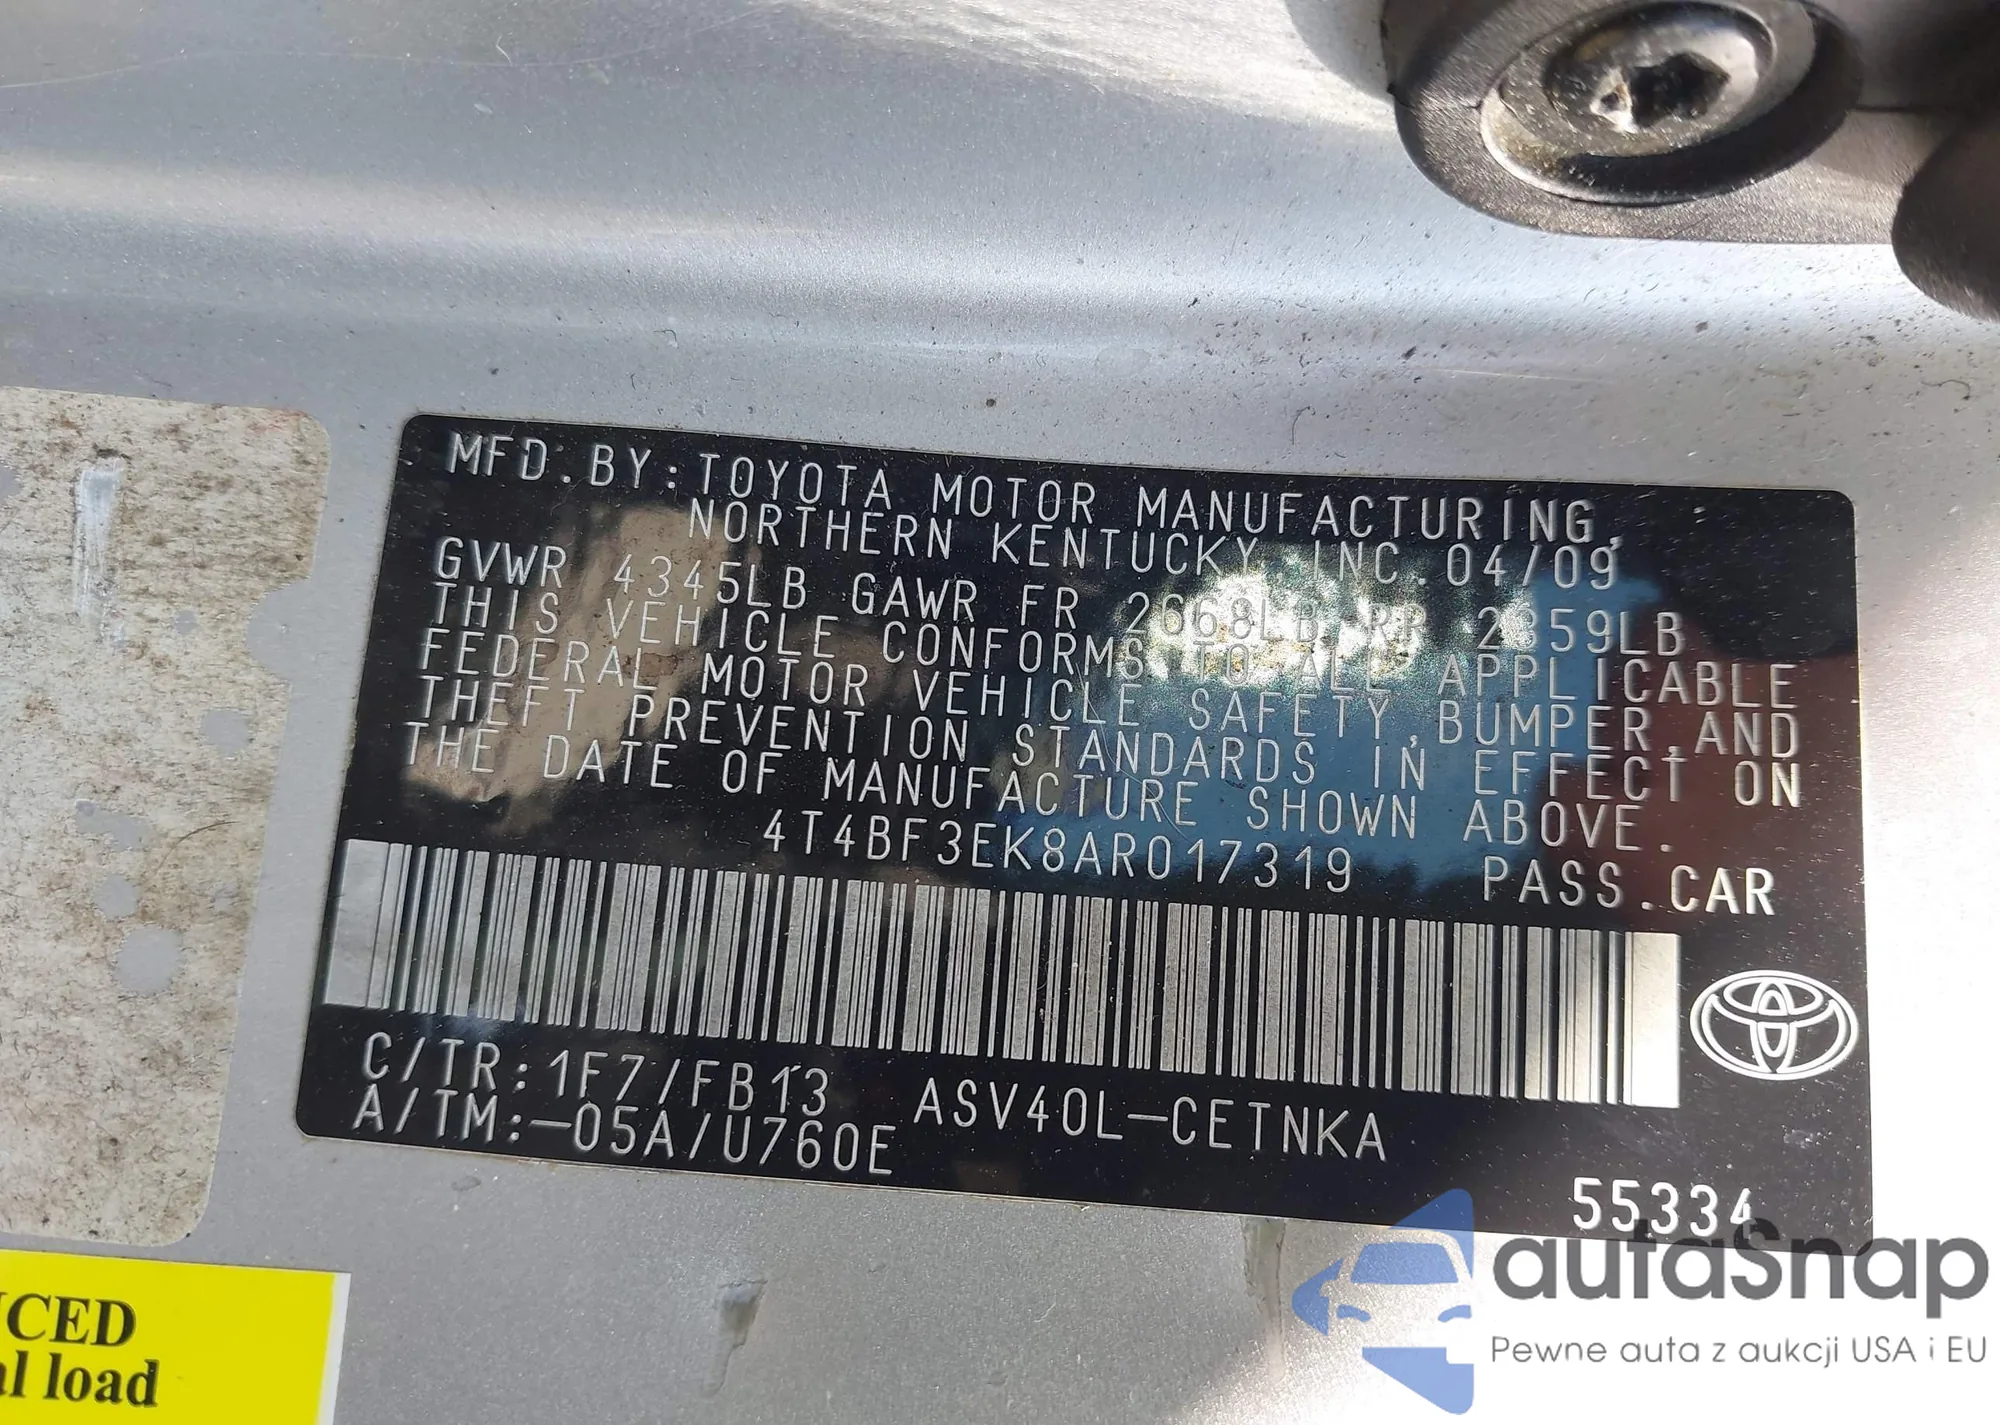 MFD.BY:TOYOTA MOTOR MANUFACTURING,
NORTHERN KENTUCKY,INC.04/09
GVWR 4345LB GAWR FR 2668LB RR 2359LB
THIS VEHICLE CONFORMS TO ALL APPLICABLE
FEDERAL MOTOR VEHICLE SAFETY,BUMPER,AND
THEFT PREVENTION STANDARDS IN EFFECT ON
THE DATE OF MANUFACTURE SHOWN ABOVE.
4T4BF3EK8AR017319 PASS.CAR
C/TR:1F7/FB13 ASV40L-CETNKA
A/TM:-05A/U760E
55334
CED
al load
autaSnap
Pewne auta z aukcji USA i EU